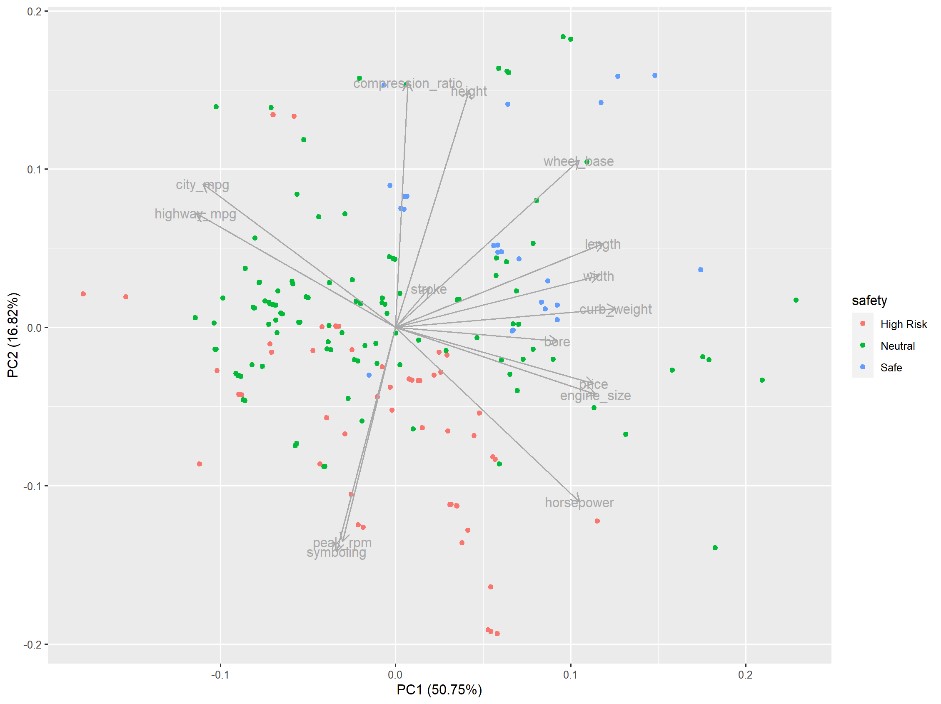 0.2
0.1
0.0
-0.1
-0.2
PC2 (16.82%)
compression_ratio
height
wheel_base
city_mpg
highway_mpg
length
width
stroke
curb_weight
bore
price
engine_size
horsepower
peak_rpm
symboling
-0.1
0.0
0.1
0.2
PC1 (50.75%)
safety
High Risk
Neutral
Safe